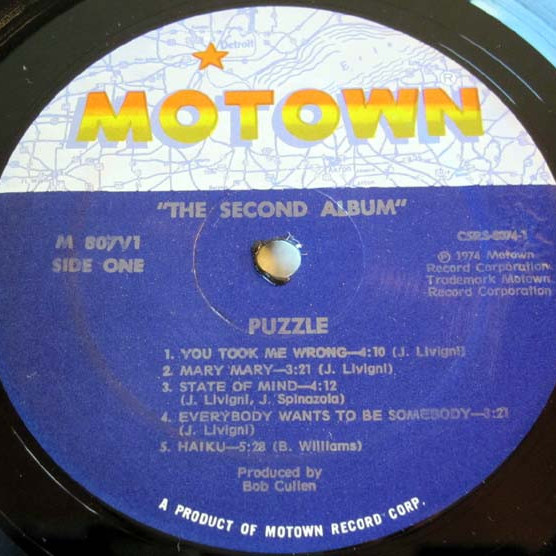 Detroit
MOTOWN®
"THE SECOND ALBUM"
M 807V1
SIDE ONE
℗ 1974 Motown
Record Corporation
Trademark Motown
Record Corporation
PUZZLE
1. YOU TOOK ME WRONG—4:10 (J. Livigni)
2. MARY MARY—3:21 (J. Livigni)
3. STATE OF MIND—4:12
(J. Livigni, J. Spinazola)
4. EVERYBODY WANTS TO BE SOMEBODY—3:21
(J. Livigni)
5. HAIKU—5:28 (B. Williams)
Produced by
Bob Cullen
A PRODUCT OF MOTOWN RECORD CORP.